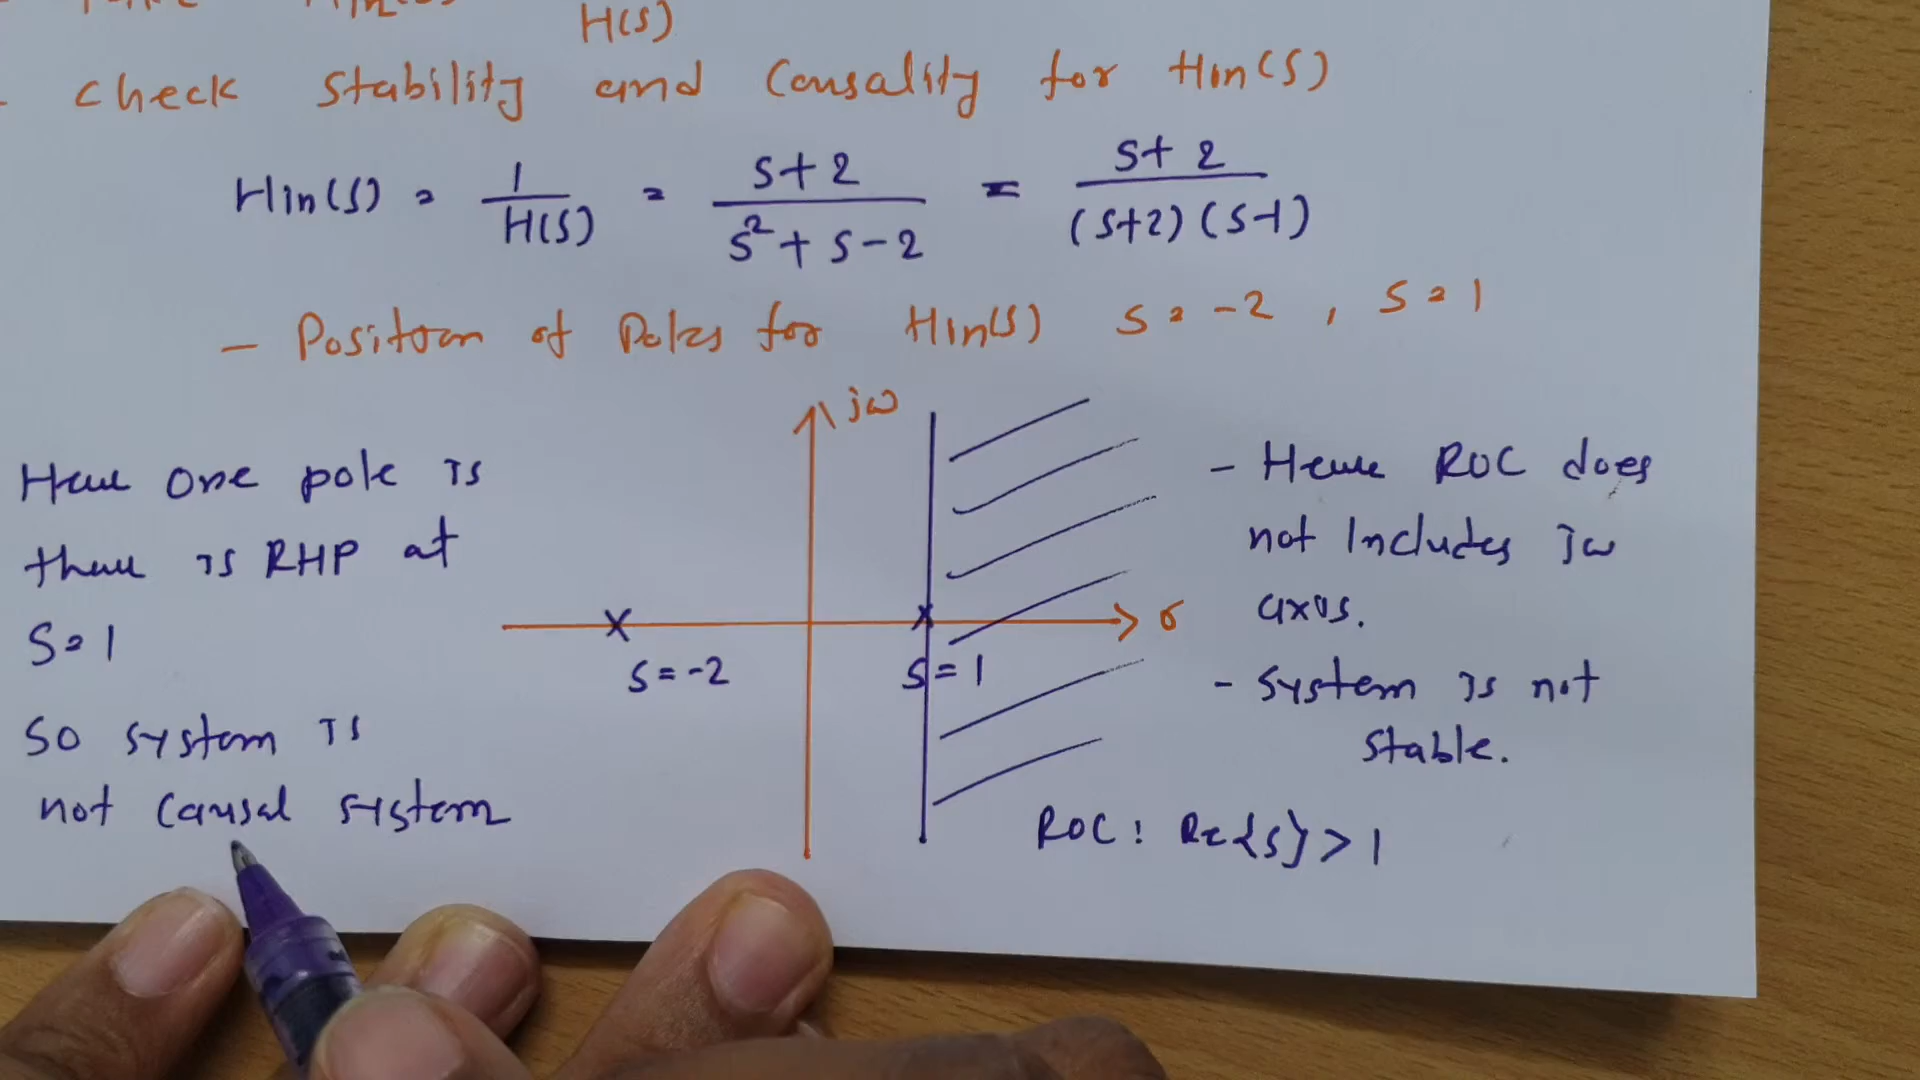 H(s)
- check stability and Causality for Hin(s)
Hin(s) = 1/H(s) = s+2/s²+s-2 = s+2/(s+2)(s-1)
- Position of Poles for Hin(s) s = -2 , s = 1
jω
Here one pole is
there is RHP at
s = 1
So system is
not causal system
s = -2
s = 1
σ
- Hence ROC does
not Includes jω
axis.
- system is not
stable.
ROC : Re{s} > 1